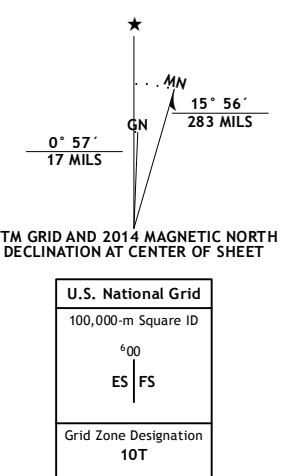 MN
15° 56´
283 MILS
GN
0° 57´
17 MILS
TM GRID AND 2014 MAGNETIC NORTH
DECLINATION AT CENTER OF SHEET
U.S. National Grid
100,000-m Square ID
⁶00
ES FS
Grid Zone Designation
10T